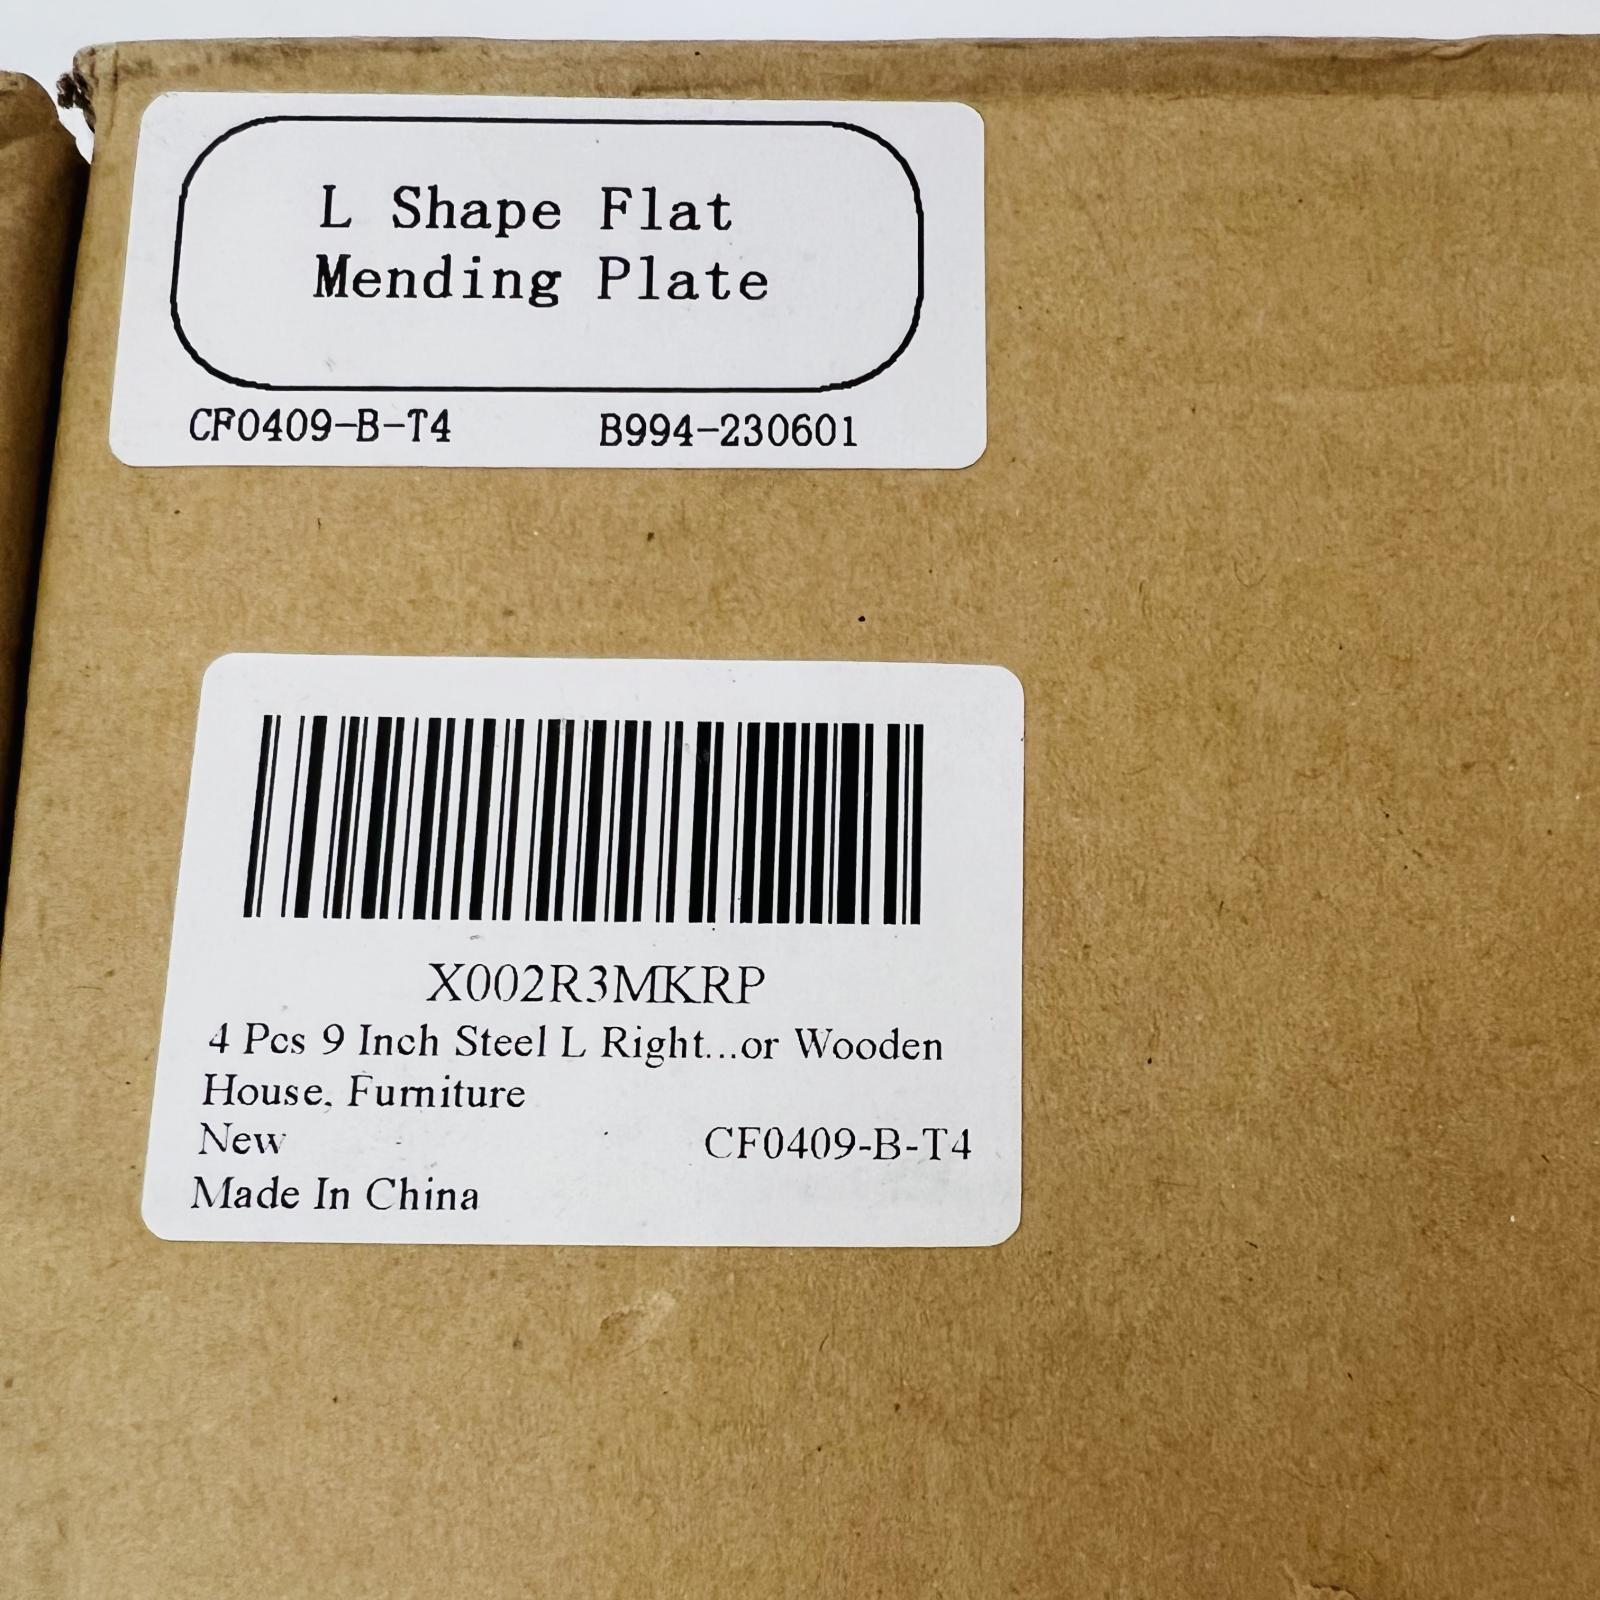 L Shape Flat
Mending Plate
CF0409-B-T4 B994-230601
X002R3MKRP
4 Pcs 9 Inch Steel L Right...or Wooden
House, Furniture
New CF0409-B-T4
Made In China